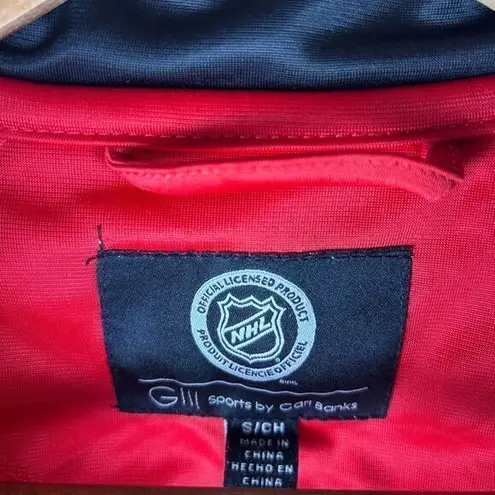 OFFICIAL LICENSED PRODUCT
NHL
PRODUIT LICENCIÉ OFFICIEL
©NHL
GIII sports by Carl Banks
S/CH
MADE IN
CHINA
HECHO EN
CHINA